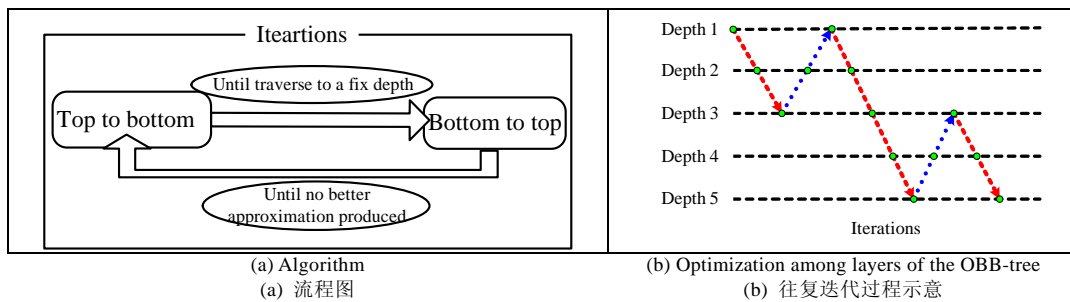 Iteartions
Until traverse to a fix depth
Top to bottom
Bottom to top
Until no better
approximation produced
Depth 1
Depth 2
Depth 3
Depth 4
Depth 5
Iterations
(a) Algorithm
(a) 流程图
(b) Optimization among layers of the OBB-tree
(b) 往复迭代过程示意